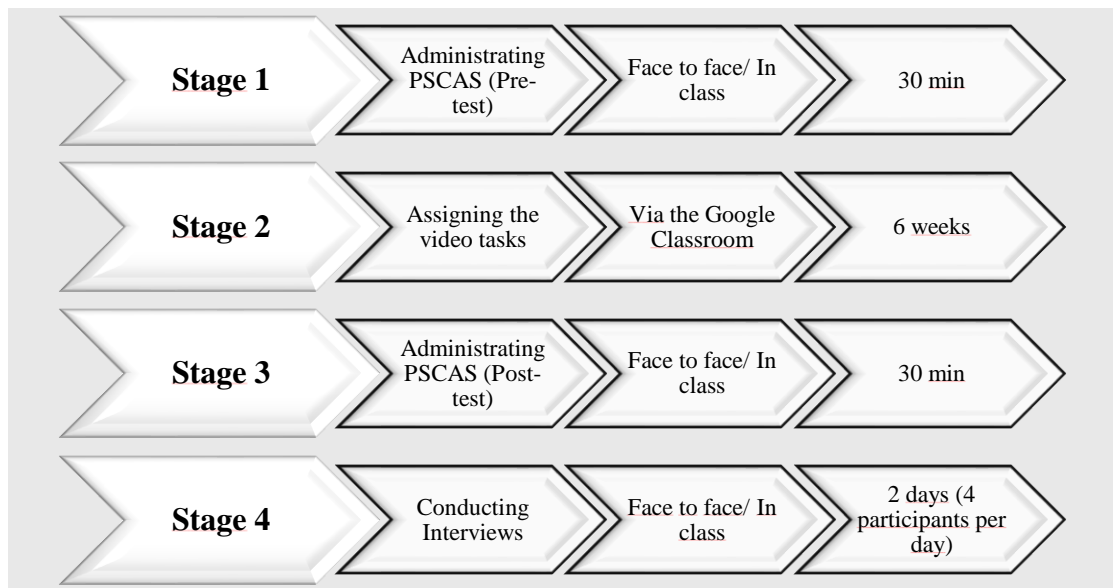 Stage 1
Administrating
PSCAS (Pre-
test)
Face to face/ In
class
30 min
Stage 2
Assigning the
video tasks
Via the Google
Classroom
6 weeks
Stage 3
Administrating
PSCAS (Post-
test)
Face to face/ In
class
30 min
Stage 4
Conducting
Interviews
Face to face/ In
class
2 days (4
participants per
day)